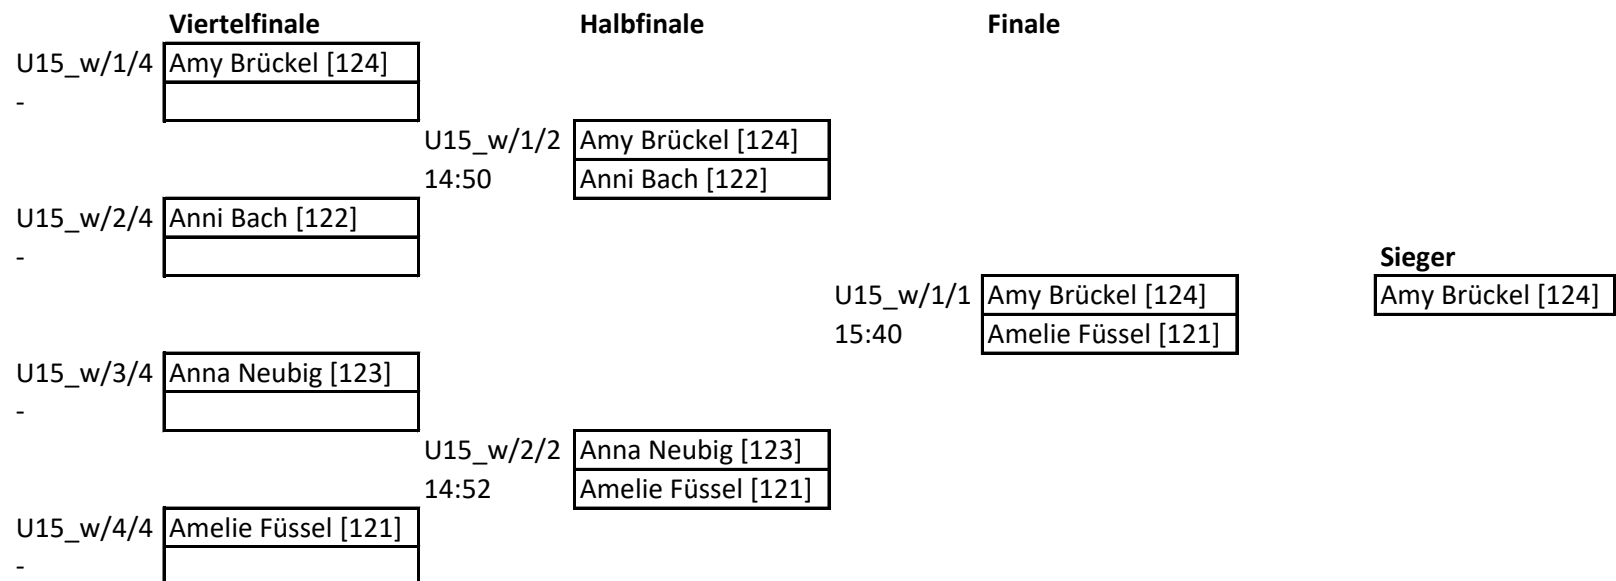 Viertelfinale Halbfinale Finale
U15_w/1/4 Amy Brückel [124]
-
U15_w/1/2 Amy Brückel [124]
14:50 Anni Bach [122]
U15_w/2/4 Anni Bach [122]
- Sieger
U15_w/1/1 Amy Brückel [124] Amy Brückel [124]
15:40 Amelie Füssel [121]
U15_w/3/4 Anna Neubig [123]
-
U15_w/2/2 Anna Neubig [123]
14:52 Amelie Füssel [121]
U15_w/4/4 Amelie Füssel [121]
-